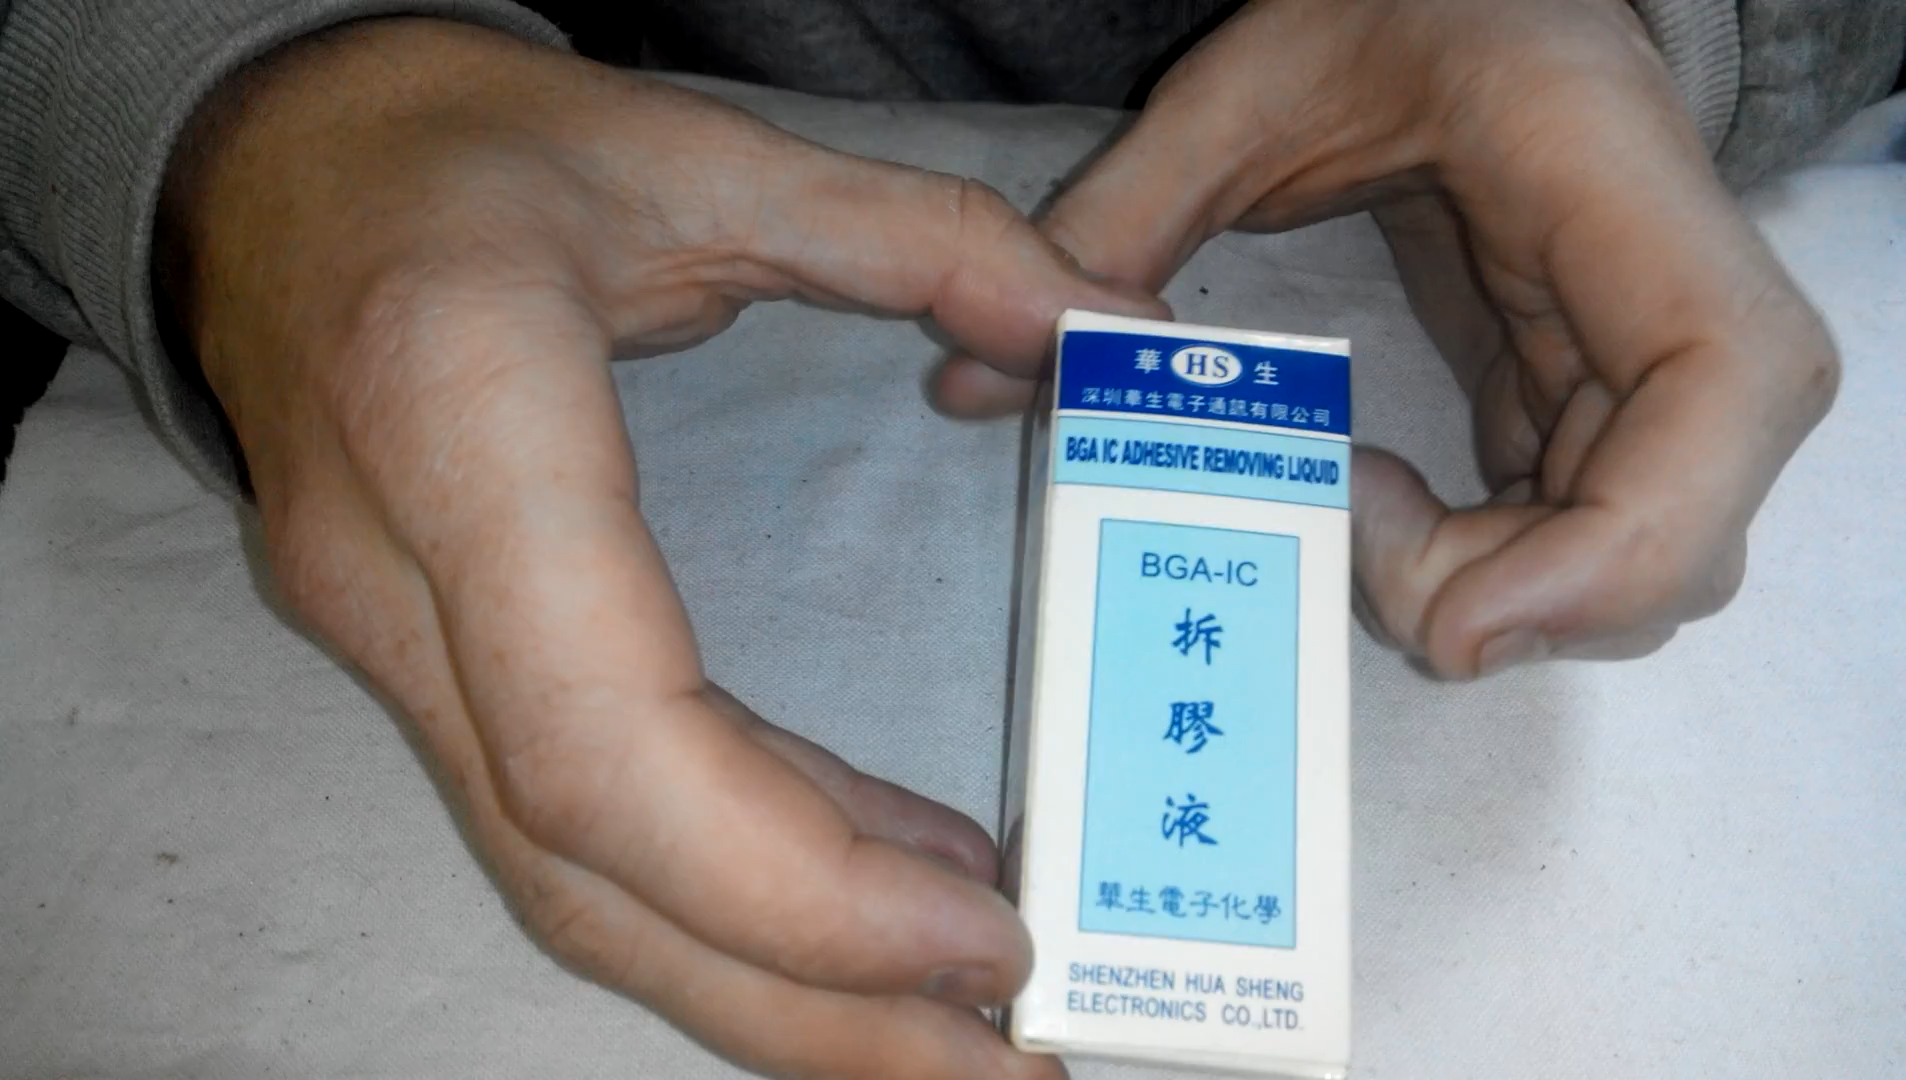 華 HS 生
深圳華生電子通訊有限公司
BGA IC ADHESIVE REMOVING LIQUID
BGA-IC
拆
膠
液
華生電子化學
SHENZHEN HUA SHENG
ELECTRONICS CO.,LTD.